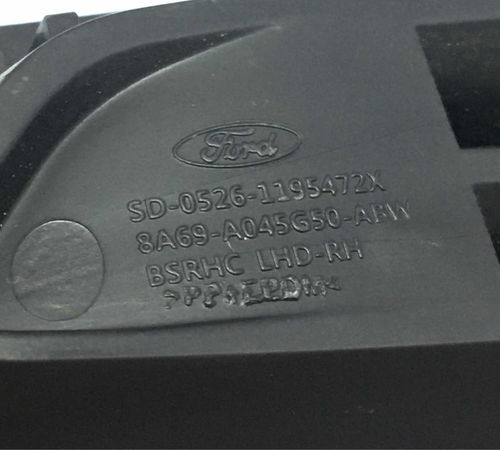 Ford
SD-0526-1195472X
8A69-A045G50-ABW
BSRHC LHD-RH